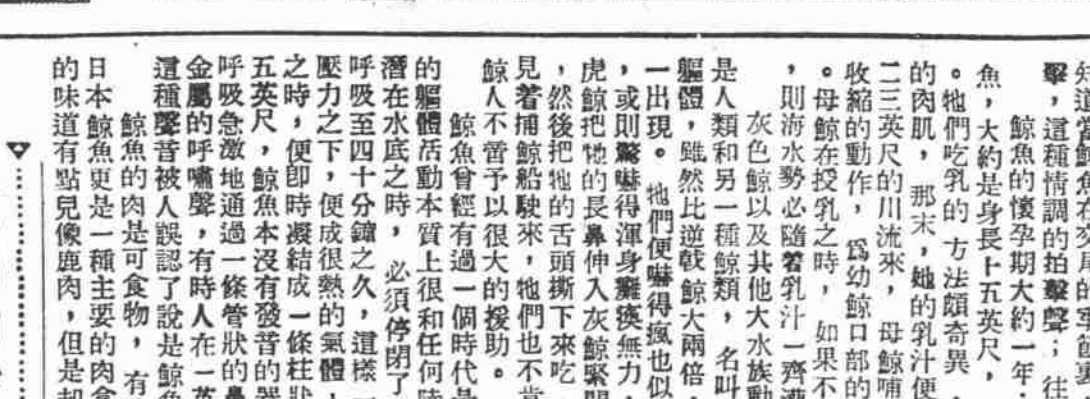 擊，這種情調的拍擊聲；往
鯨魚的懷孕期大約一年．
魚，大約是身長十五英尺，
。牠們吃乳的方法頗奇異．
的肉肌，那末，她的乳汁便
二三英尺的川流來，母鯨哺
收縮的動作，爲幼鯨口部的
。母鯨在授乳之時，如果不
，則海水勢必隨着乳汁一齊灌
灰色鯨以及其他大水族動
是人類和另一種鯨類，名叫
軀體，雖然比逆戟鯨大兩倍，
一出現。牠們便嚇得瘋也似
，或則驚嚇得渾身癱瘓無力，
虎鯨把牠的長鼻伸入灰鯨緊閉
，然後把牠的舌頭撕下來吃
見着捕鯨船駛來，牠們也不肯
鯨人不啻予以很大的援助。
鯨魚曾經有過一個時代是
的軀體活動本質上很和任何陸
潛在水底之時，必須停閉了
呼吸至四十分鐘之久，這樣一
壓力之下，便成很熱的氣體，
之時，便卽時凝結成一條柱狀
五英尺，鯨魚本沒有發音的器
呼吸急激地通過一條管狀的鼻
金屬的呼嘯聲，有時人在一英
這種聲音被人誤認了說是鯨魚
鯨魚的肉是可食物，有
日本鯨魚更是一種主要的肉食
的味道有點兒像鹿肉，但是却